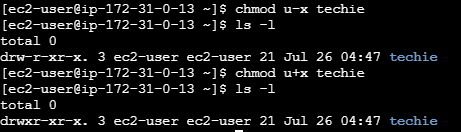 [ec2-user@ip-172-31-0-13 ~]$ chmod u-x techie
[ec2-user@ip-172-31-0-13 ~]$ ls -l
total 0
drw-r-xr-x. 3 ec2-user ec2-user 21 Jul 26 04:47 techie
[ec2-user@ip-172-31-0-13 ~]$ chmod u+x techie
[ec2-user@ip-172-31-0-13 ~]$ ls -l
total 0
drwxr-xr-x. 3 ec2-user ec2-user 21 Jul 26 04:47 techie